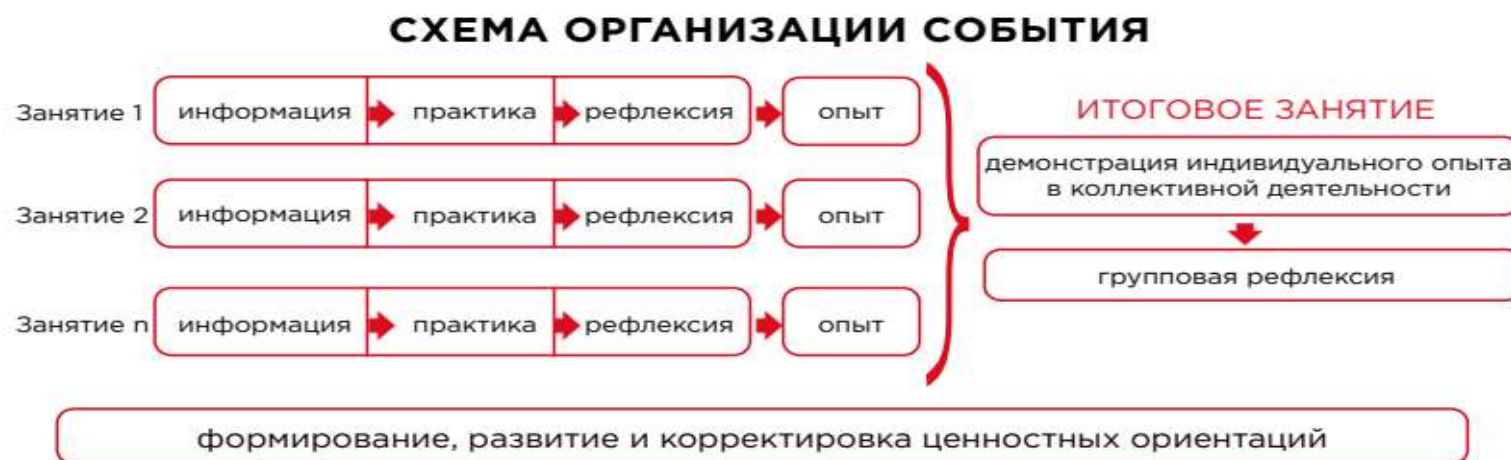 СХЕМА ОРГАНИЗАЦИИ СОБЫТИЯ
Занятие 1 информация практика рефлексия опыт
Занятие 2 информация практика рефлексия опыт
Занятие n информация практика рефлексия опыт
ИТОГОВОЕ ЗАНЯТИЕ
демонстрация индивидуального опыта
в коллективной деятельности
групповая рефлексия
формирование, развитие и корректировка ценностных ориентаций